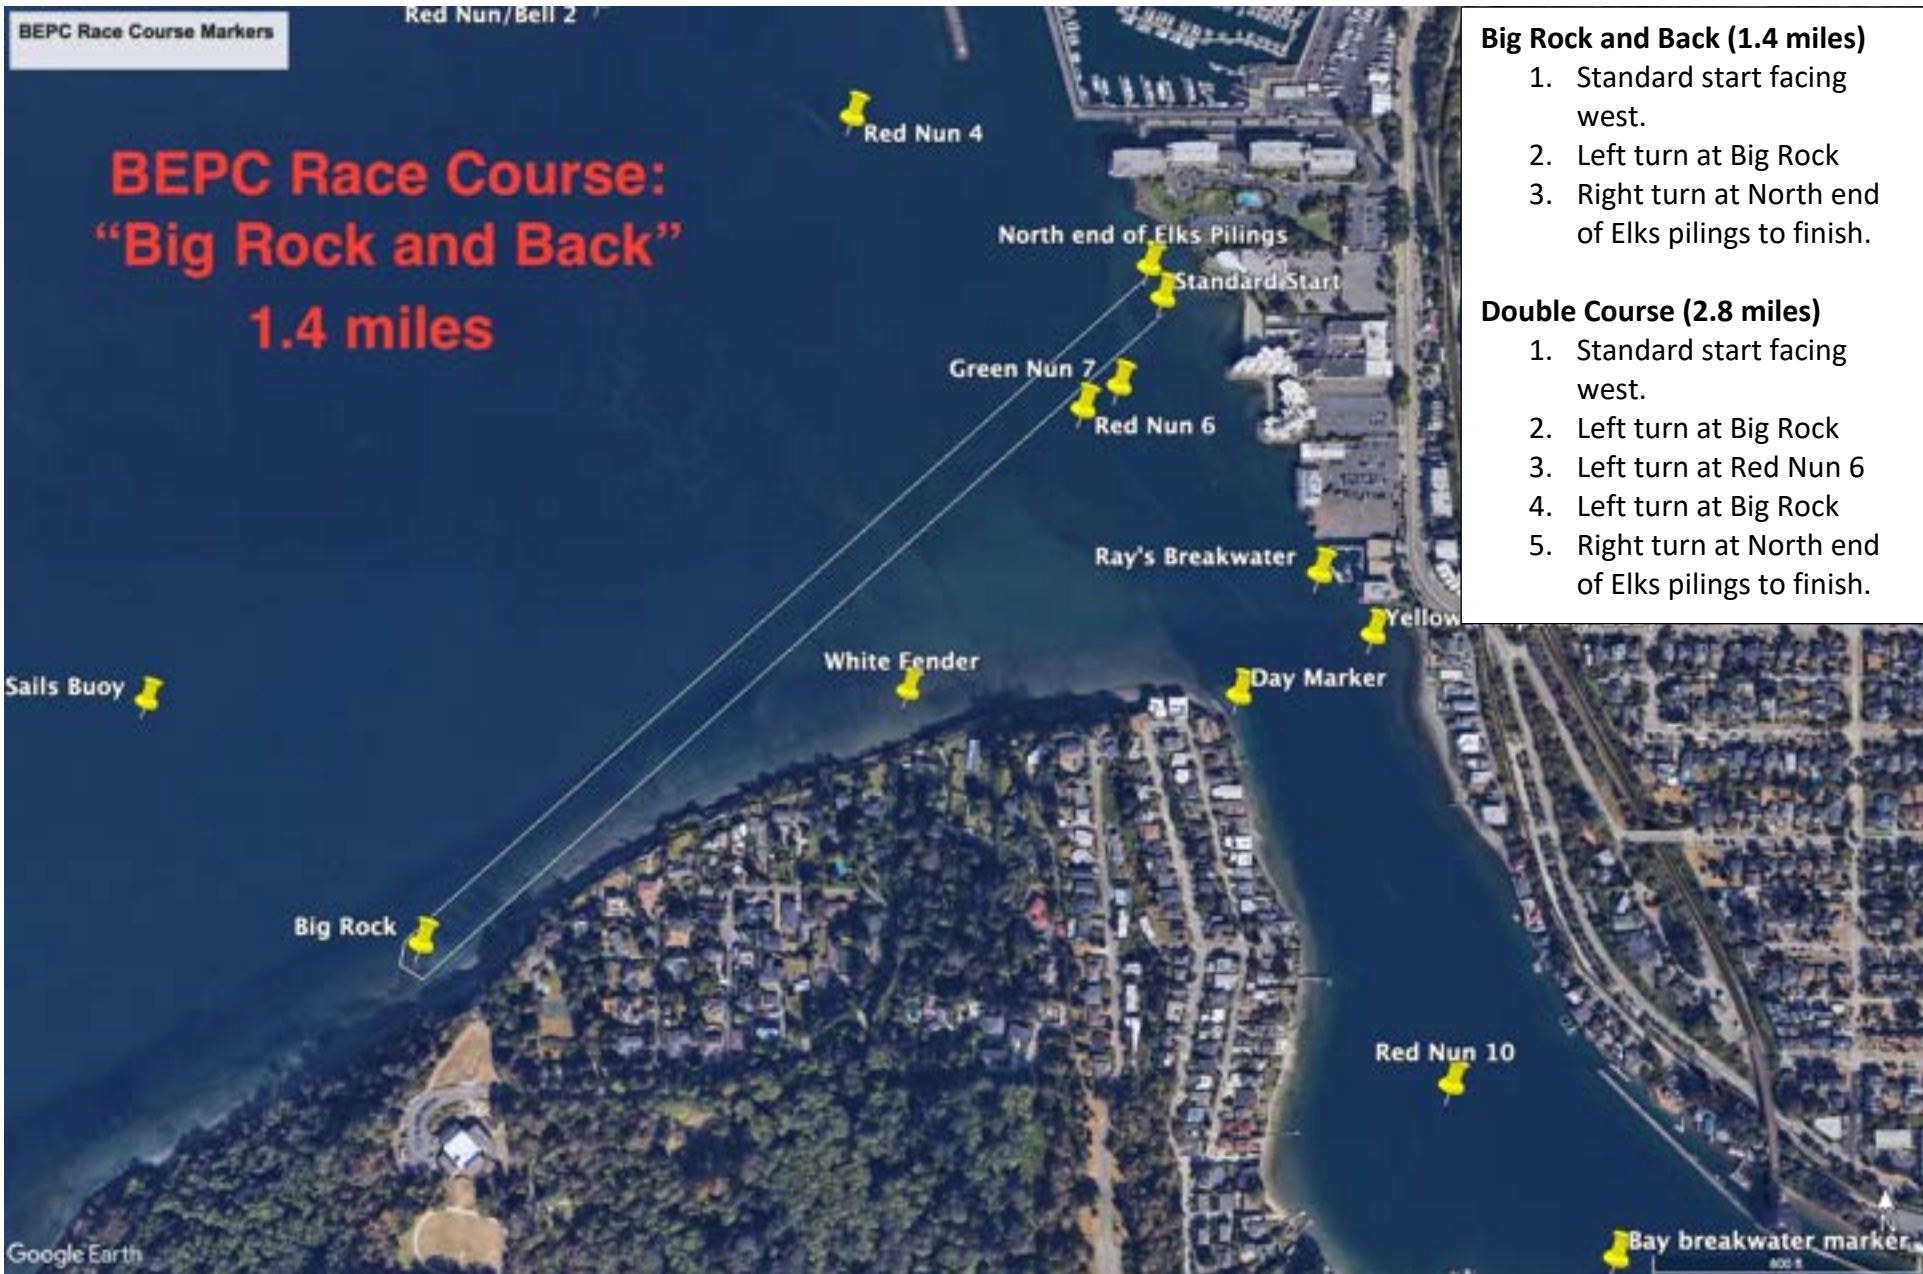 BEPC Race Course Markers
Red Nun/Bell 2
BEPC Race Course:
“Big Rock and Back”
1.4 miles
Red Nun 4
North end of Elks Pilings
Standard Start
Green Nun 7
Red Nun 6
Ray's Breakwater
Yellow
White Fender
Day Marker
Sails Buoy
Big Rock
Red Nun 10
Bay breakwater marker
N
800 ft
Google Earth
Big Rock and Back (1.4 miles)
1. Standard start facing
west.
2. Left turn at Big Rock
3. Right turn at North end
of Elks pilings to finish.
Double Course (2.8 miles)
1. Standard start facing
west.
2. Left turn at Big Rock
3. Left turn at Red Nun 6
4. Left turn at Big Rock
5. Right turn at North end
of Elks pilings to finish.